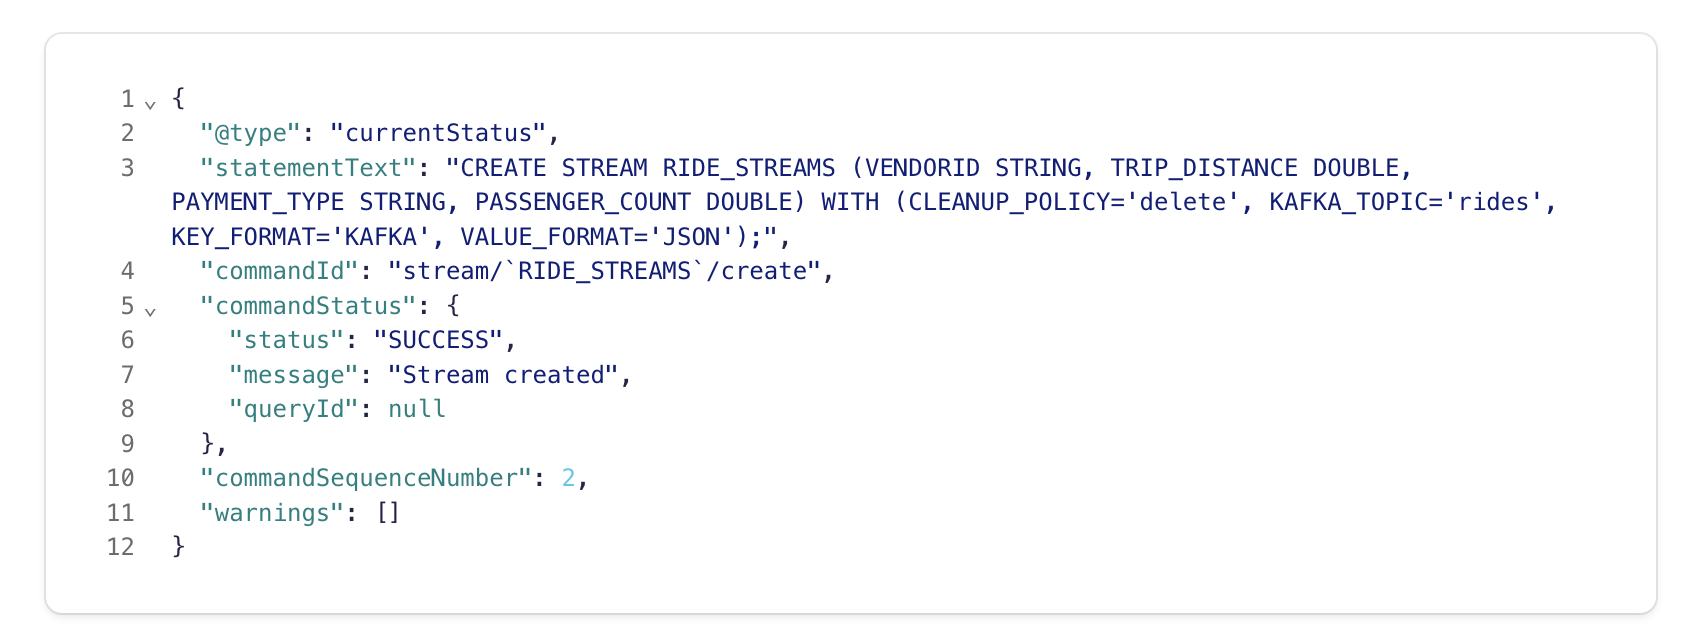 1 {
2 "@type": "currentStatus",
3 "statementText": "CREATE STREAM RIDE_STREAMS (VENDORID STRING, TRIP_DISTANCE DOUBLE,
PAYMENT_TYPE STRING, PASSENGER_COUNT DOUBLE) WITH (CLEANUP_POLICY='delete', KAFKA_TOPIC='rides',
KEY_FORMAT='KAFKA', VALUE_FORMAT='JSON');",
4 "commandId": "stream/`RIDE_STREAMS`/create",
5 "commandStatus": {
6 "status": "SUCCESS",
7 "message": "Stream created",
8 "queryId": null
9 },
10 "commandSequenceNumber": 2,
11 "warnings": []
12 }